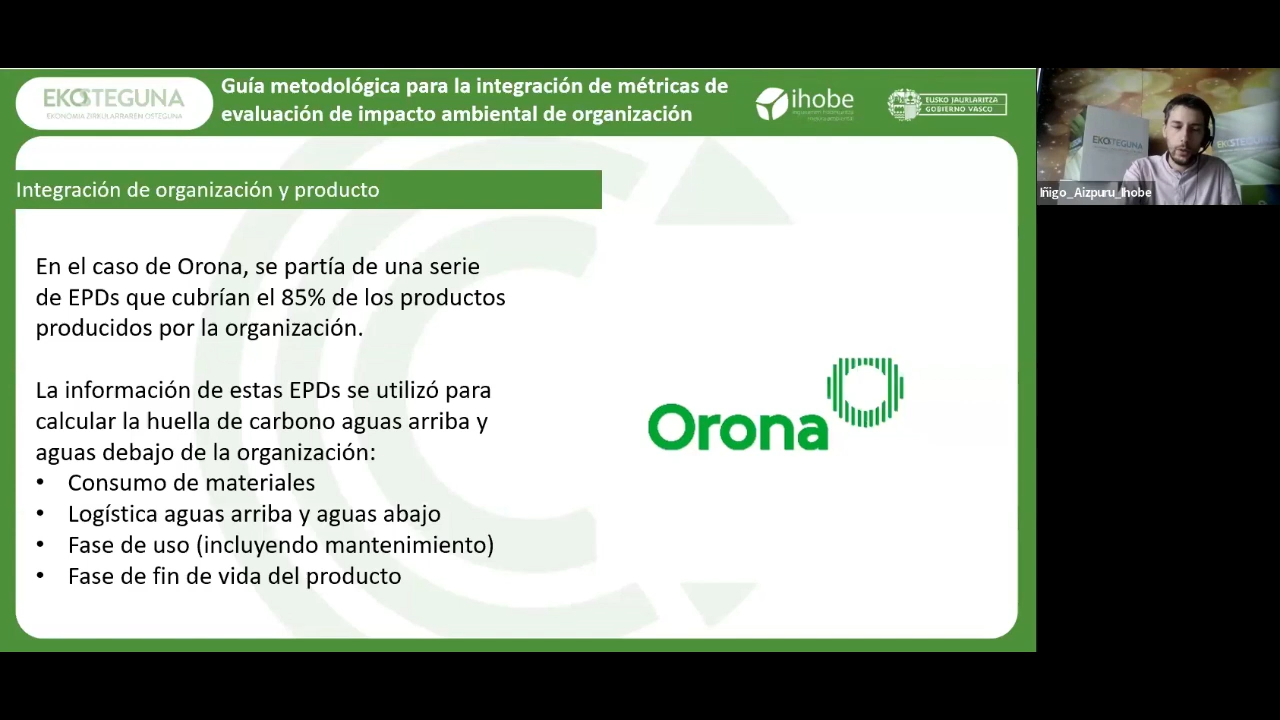 EKOSTEGUNA
EKONOMIA ZIRKULARRAREN OSTEGUNA
Guía metodológica para la integración de métricas de
evaluación de impacto ambiental de organización
ihobe
EUSKO JAURLARITZA
GOBIERNO VASCO
Integración de organización y producto
En el caso de Orona, se partía de una serie
de EPDs que cubrían el 85% de los productos
producidos por la organización.
La información de estas EPDs se utilizó para
calcular la huella de carbono aguas arriba y
aguas debajo de la organización:
• Consumo de materiales
• Logística aguas arriba y aguas abajo
• Fase de uso (incluyendo mantenimiento)
• Fase de fin de vida del producto
Orona
EKOSTEGUNA
EKOSTEGUNA
Iñigo_Aizpuru_Ihobe